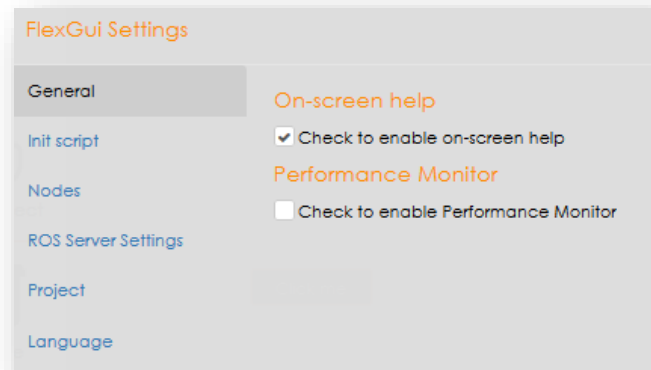 FlexGui Settings
General
Init script
Nodes
ROS Server Settings
Project
Language
On-screen help
Check to enable on-screen help
Performance Monitor
Check to enable Performance Monitor